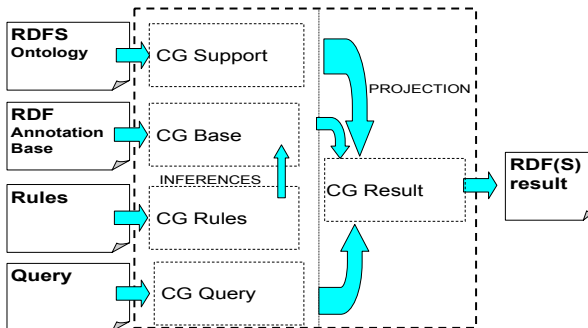 RDFS
Ontology
CG Support
PROJECTION
RDF
Annotation
Base
CG Base
INFERENCES
CG Result
RDF(S)
result
Rules
CG Rules
Query
CG Query